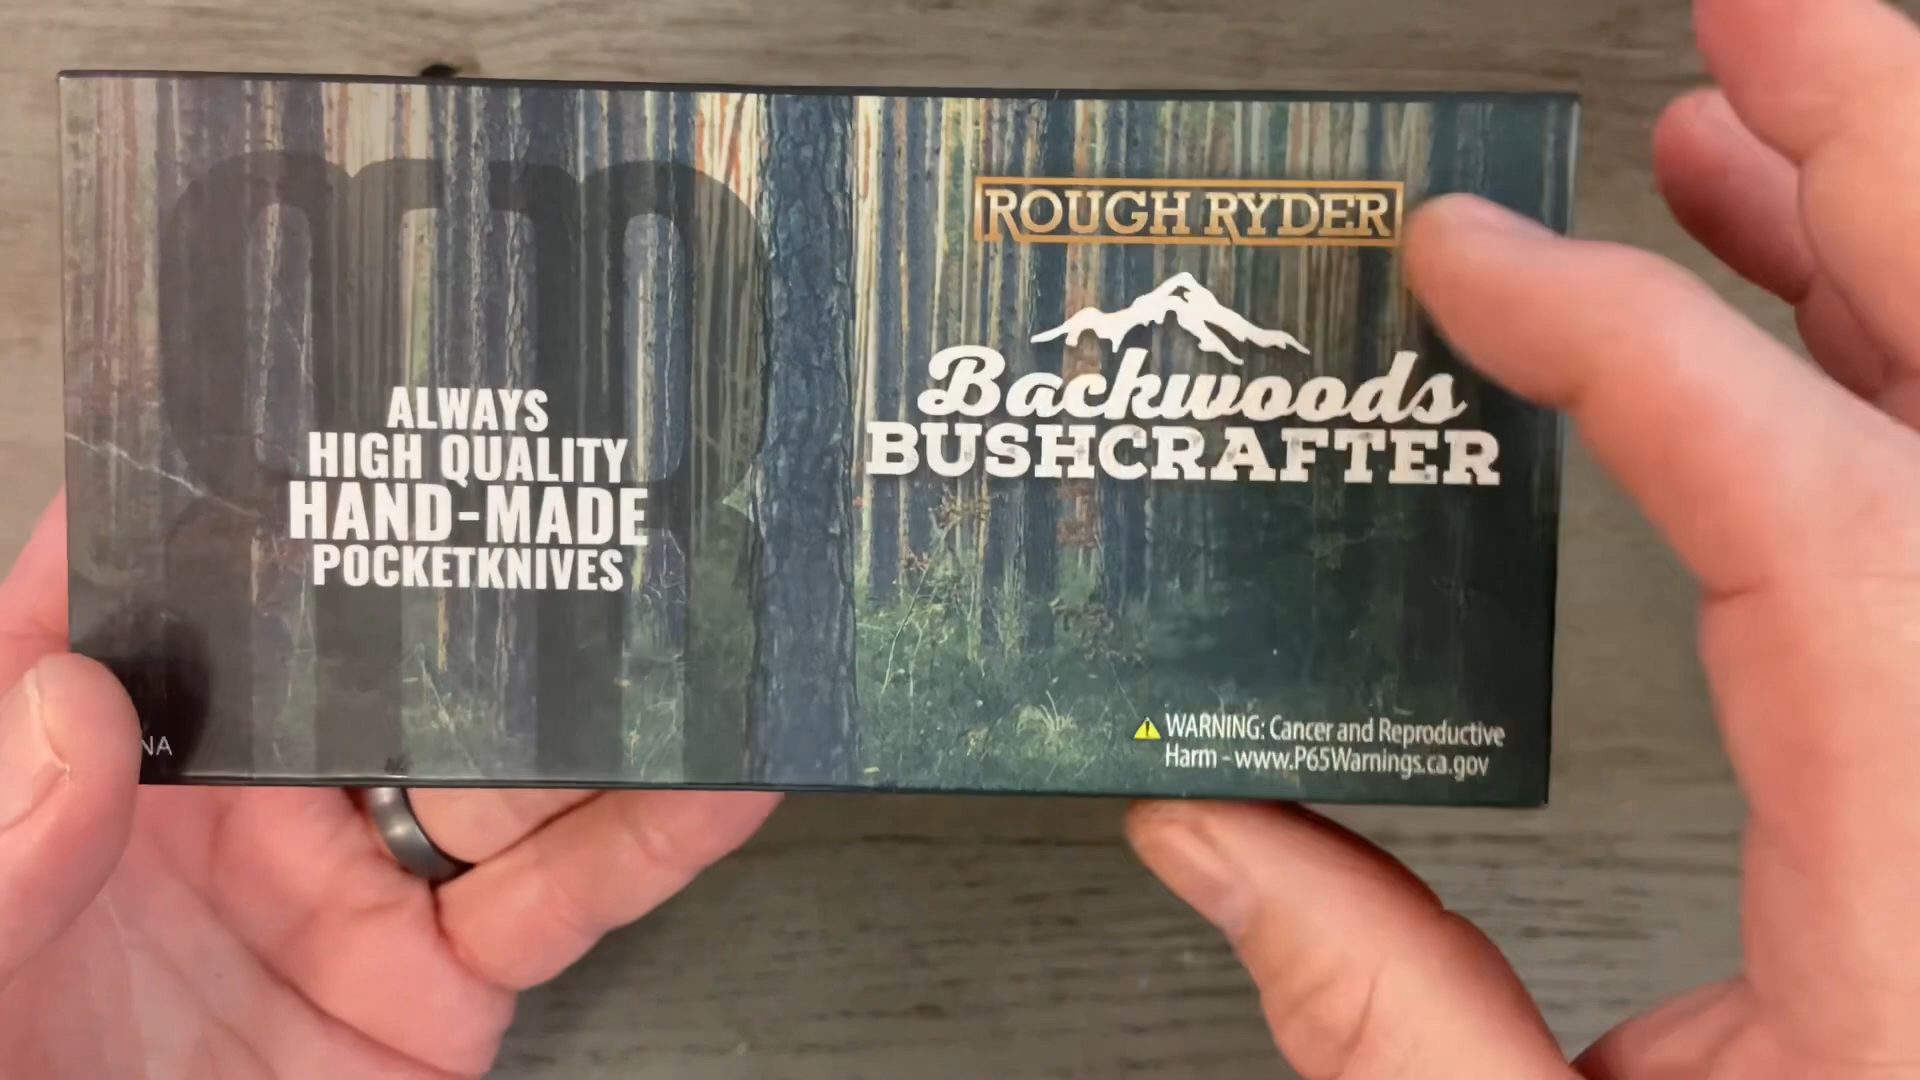 ALWAYS
HIGH QUALITY
HAND-MADE
POCKETKNIVES
ROUGH RYDER
Backwoods
BUSHCRAFTER
WARNING: Cancer and Reproductive
Harm - www.P65Warnings.ca.gov